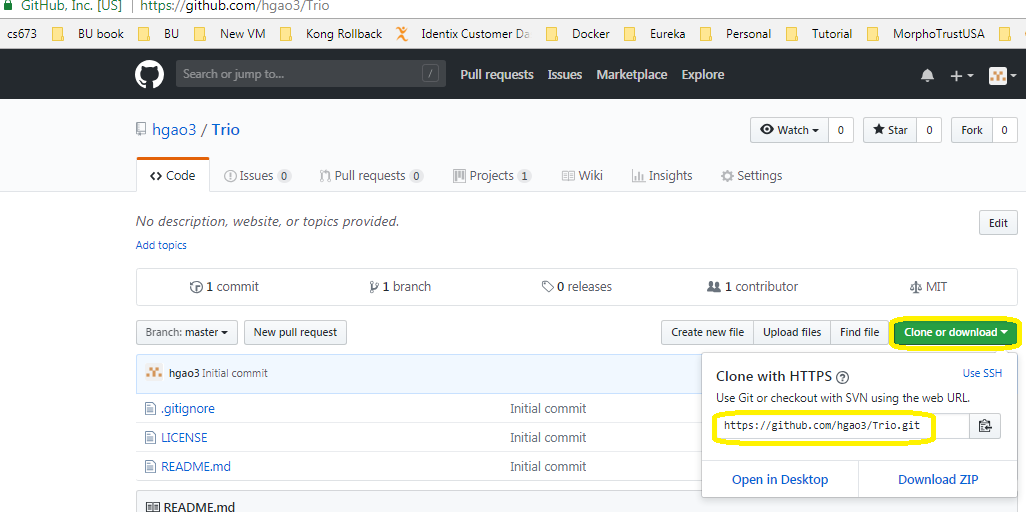 GitHub, Inc. [US] https://github.com/hgao3/Trio
cs673 BU book BU New VM Kong Rollback Identix Customer Da Docker Eureka Personal Tutorial MorphoTrustUSA
Search or jump to... / Pull requests Issues Marketplace Explore
hgao3 / Trio Watch 0 Star 0 Fork 0
Code Issues 0 Pull requests 0 Projects 1 Wiki Insights Settings
No description, website, or topics provided. Edit
Add topics
1 commit 1 branch 0 releases 1 contributor MIT
Branch: master New pull request Create new file Upload files Find file Clone or download
hgao3 Initial commit
.gitignore Initial commit
LICENSE Initial commit
README.md Initial commit
README.md
Clone with HTTPS ? Use SSH
Use Git or checkout with SVN using the web URL.
https://github.com/hgao3/Trio.git
Open in Desktop Download ZIP